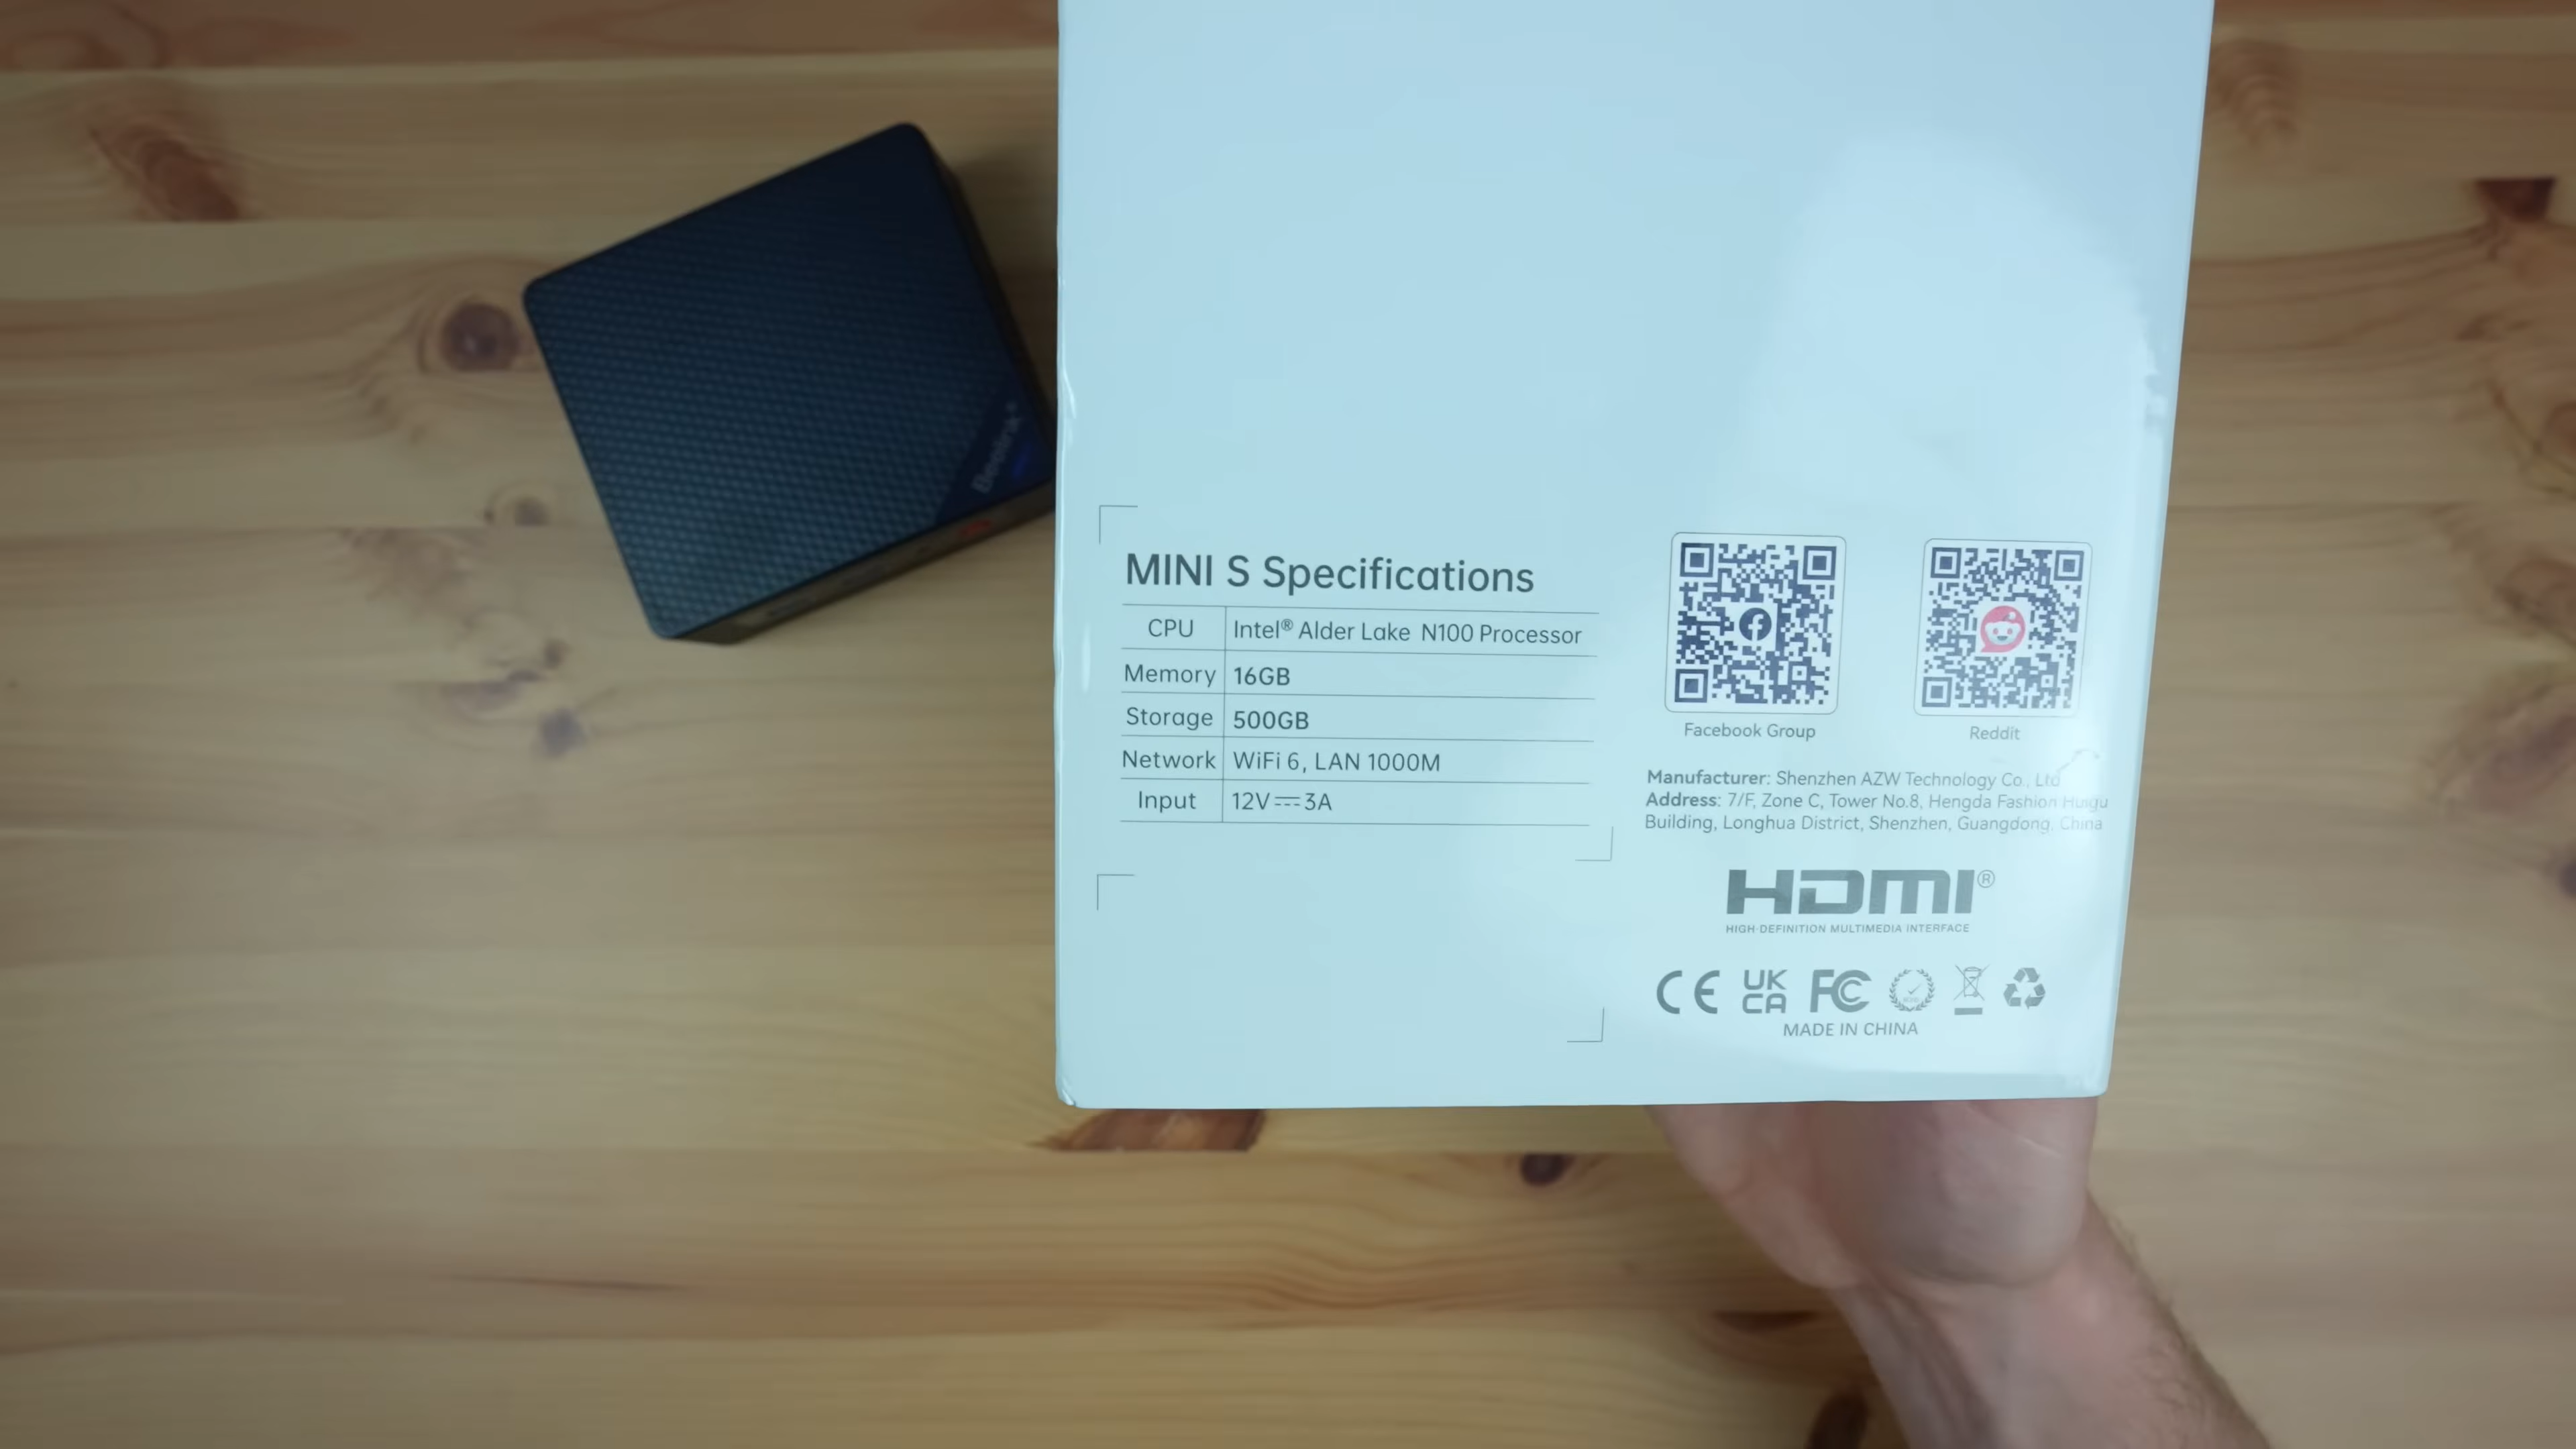 Beelink®
MINI S Specifications
CPU Intel® Alder Lake N100 Processor
Memory 16GB
Storage 500GB
Network WiFi 6, LAN 1000M
Input 12V⎓3A
Facebook Group
Reddit
Manufacturer: Shenzhen AZW Technology Co., Ltd
Address: 7/F, Zone C, Tower No.8, Hengda Fashion Huigu
Building, Longhua District, Shenzhen, Guangdong, China
HDMI®
HIGH-DEFINITION MULTIMEDIA INTERFACE
CE UK CA FC
MADE IN CHINA